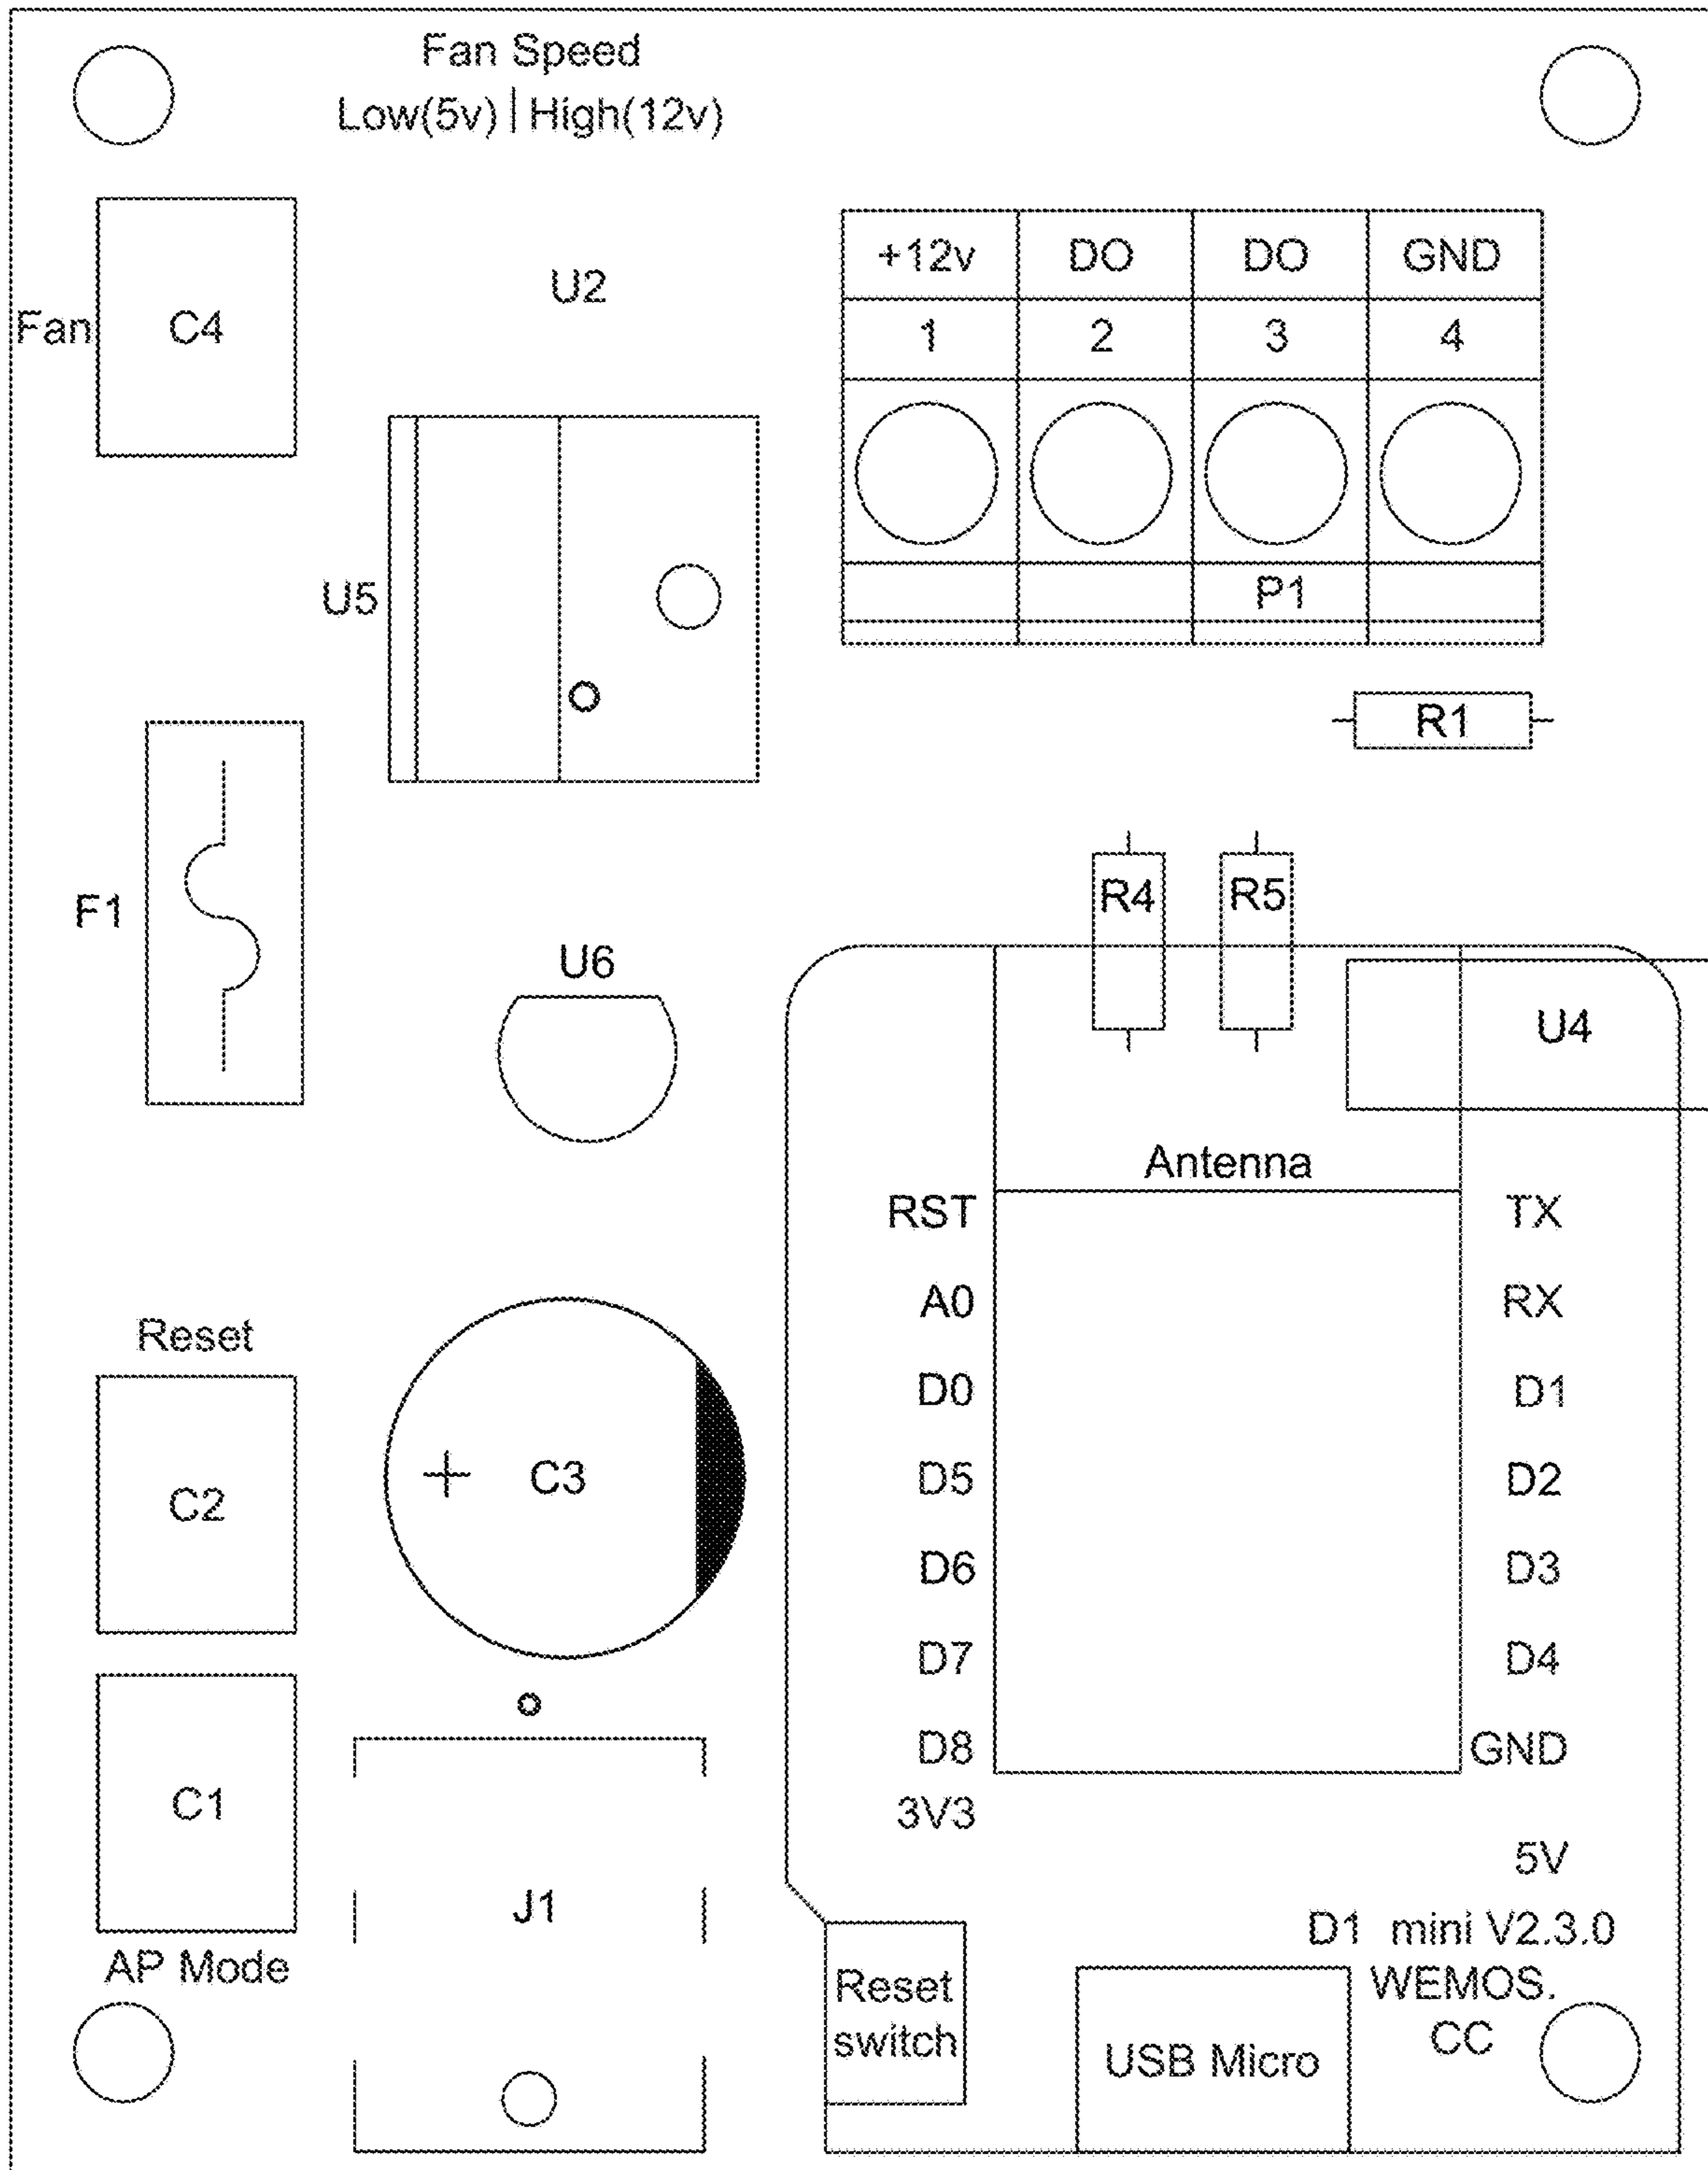 Fan Speed
Low(5v) | High(12v)
+12v DO DO GND
1 2 3 4
P1
U2
Fan C4
U5
R1
R4 R5
F1
U6
U4
Antenna
RST TX
A0 RX
D0 D1
D5 D2
D6 D3
D7 D4
D8 GND
3V3
5V
Reset
C2
+ C3
C1
AP Mode
J1
D1 mini V2.3.0
WEMOS.
CC
Reset
switch
USB Micro